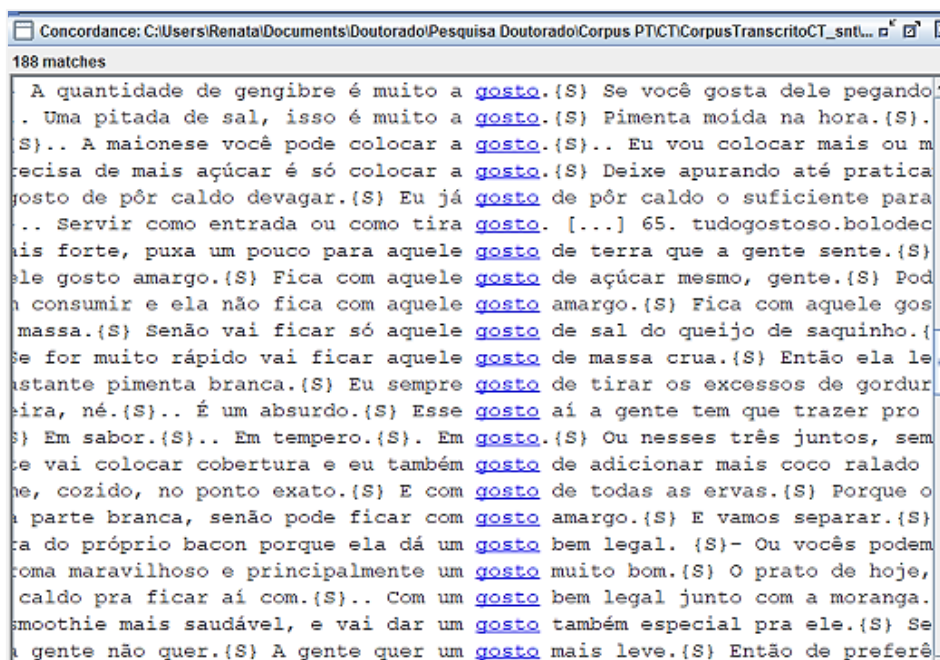 Concordance: C:\Users\Renata\Documents\Doutorado\Pesquisa Doutorado\Corpus PT\CT\CorpusTranscritoCT_snt\...
188 matches
A quantidade de gengibre é muito a gosto.{S} Se você gosta dele pegando
.. Uma pitada de sal, isso é muito a gosto.{S} Pimenta moída na hora.{S}.
{S}.. A maionese você pode colocar a gosto.{S}.. Eu vou colocar mais ou m
recisa de mais açúcar é só colocar a gosto.{S} Deixe apurando até pratica
gosto de pôr caldo devagar.{S} Eu já gosto de pôr caldo o suficiente para
.. Servir como entrada ou como tira gosto. [...] 65. tudogostoso.bolodec
is forte, puxa um pouco para aquele gosto de terra que a gente sente.{S}
le gosto amargo.{S} Fica com aquele gosto de açúcar mesmo, gente.{S} Pod
consumir e ela não fica com aquele gosto amargo.{S} Fica com aquele gos
massa.{S} Senão vai ficar só aquele gosto de sal do queijo de saquinho.{
Se for muito rápido vai ficar aquele gosto de massa crua.{S} Então ela le
stante pimenta branca.{S} Eu sempre gosto de tirar os excessos de gordur
eira, né.{S}.. É um absurdo.{S} Esse gosto aí a gente tem que trazer pro
} Em sabor.{S}.. Em tempero.{S}. Em gosto.{S} Ou nesses três juntos, sem
e vai colocar cobertura e eu também gosto de adicionar mais coco ralado
e, cozido, no ponto exato.{S} E com gosto de todas as ervas.{S} Porque o
parte branca, senão pode ficar com gosto amargo.{S} E vamos separar.{S}
ra do próprio bacon porque ela dá um gosto bem legal. {S}- Ou vocês podem
roma maravilhoso e principalmente um gosto muito bom.{S} O prato de hoje,
caldo pra ficar aí com.{S}.. Com um gosto bem legal junto com a moranga.
smoothie mais saudável, e vai dar um gosto também especial pra ele.{S} Se
a gente não quer.{S} A gente quer um gosto mais leve.{S} Então de preferê